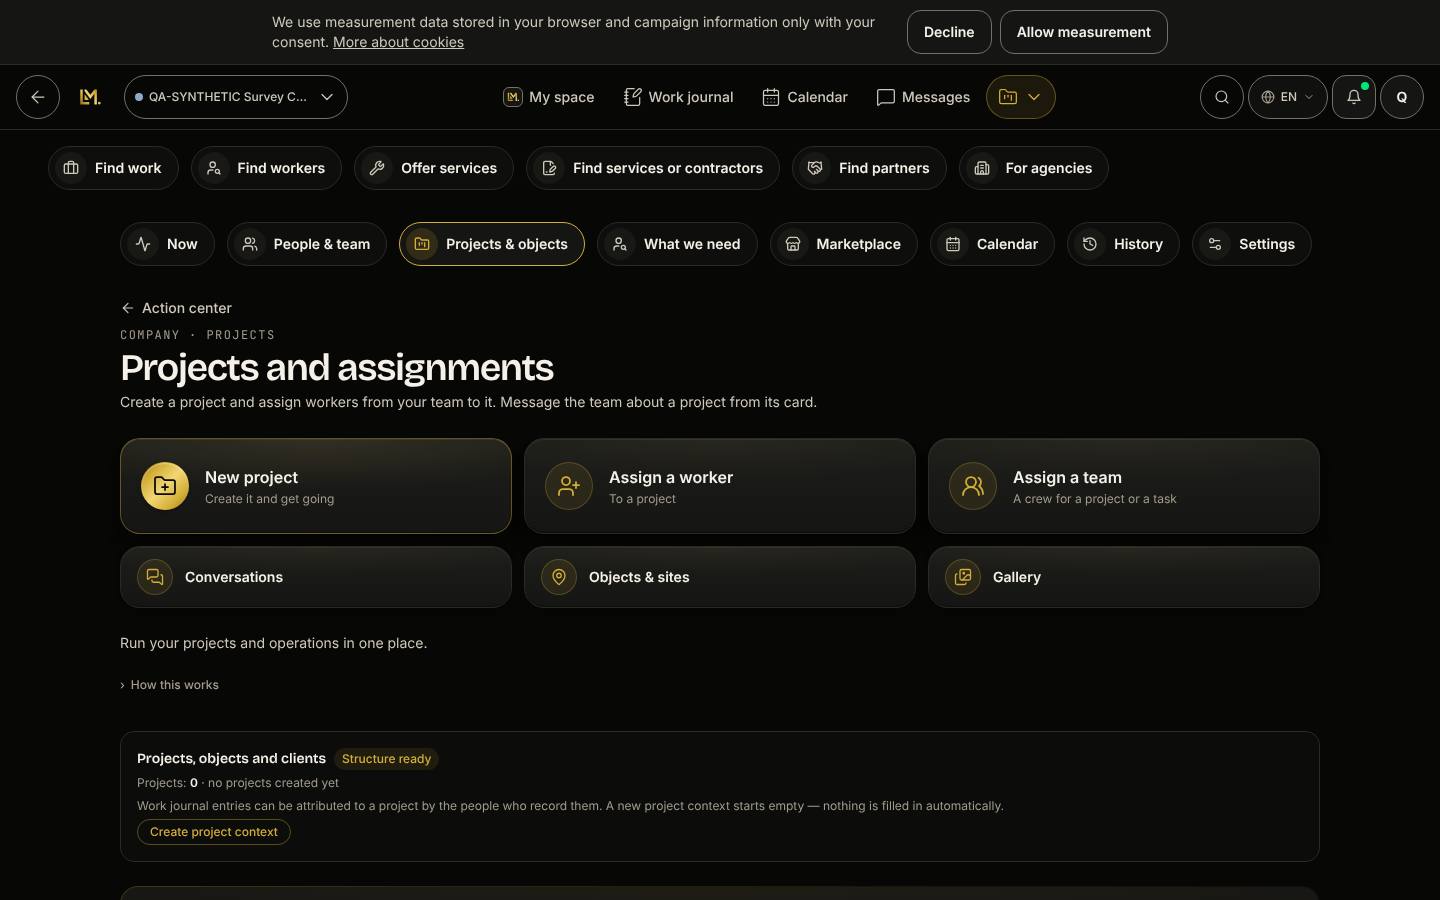 We use measurement data stored in your browser and campaign information only with your
consent. More about cookies
Decline
Allow measurement
LM.
QA-SYNTHETIC Survey C...
LM.
My space
Work journal
Calendar
Messages
EN
Q
Find work
Find workers
Offer services
Find services or contractors
Find partners
For agencies
Now
People & team
Projects & objects
What we need
Marketplace
Calendar
History
Settings
Action center
COMPANY · PROJECTS
Projects and assignments
Create a project and assign workers from your team to it. Message the team about a project from its card.
New project
Create it and get going
Assign a worker
To a project
Assign a team
A crew for a project or a task
Conversations
Objects & sites
Gallery
Run your projects and operations in one place.
› How this works
Projects, objects and clients
Structure ready
Projects: 0 · no projects created yet
Work journal entries can be attributed to a project by the people who record them. A new project context starts empty — nothing is filled in automatically.
Create project context